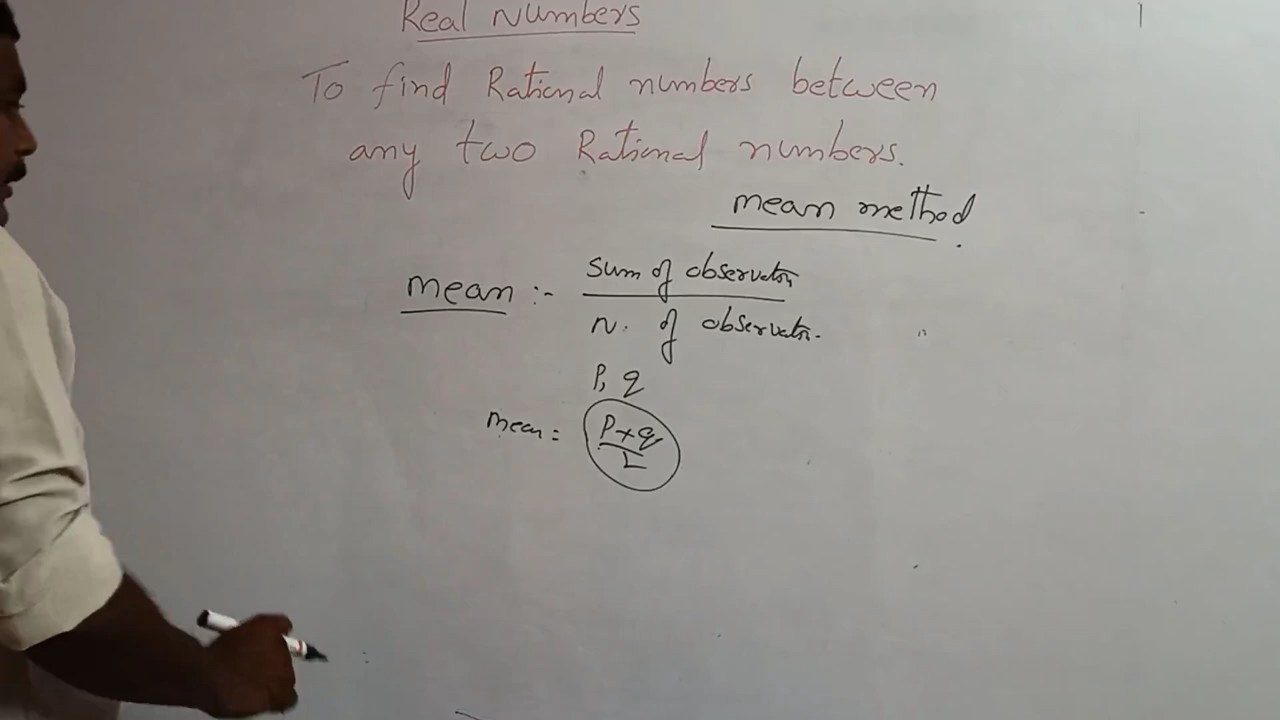 Real Numbers
To find Rational numbers between
any two Rational numbers.
mean method.
mean :- sum of observation
n. of observation.
P, q
mean = P+q
2